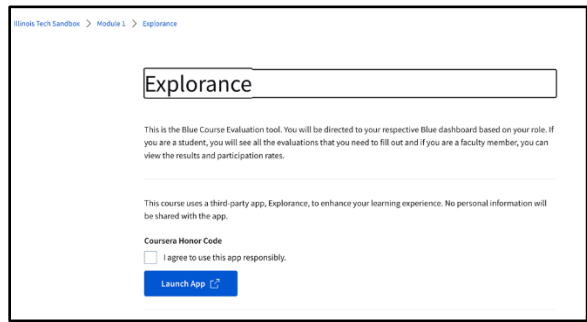 Illinois Tech Sandbox > Module 1 > Explorance
Explorance
This is the Blue Course Evaluation tool. You will be directed to your respective Blue dashboard based on your role. If
you are a student, you will see all the evaluations that you need to fill out and if you are a faculty member, you can
view the results and participation rates.
This course uses a third-party app, Explorance, to enhance your learning experience. No personal information will
be shared with the app.
Coursera Honor Code
I agree to use this app responsibly.
Launch App